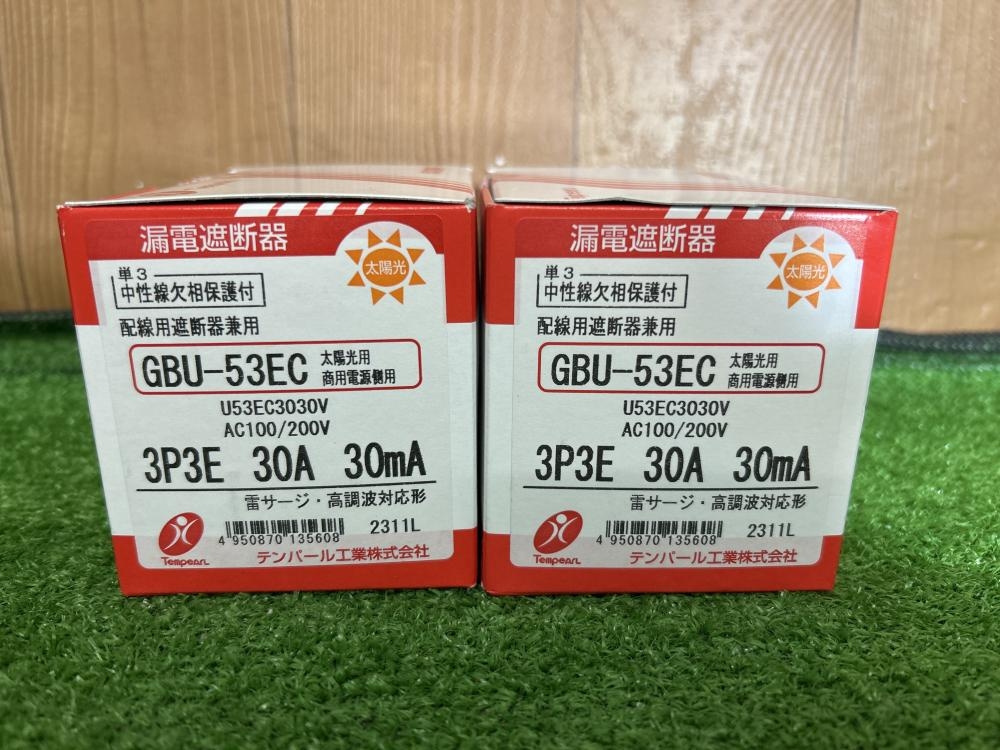 漏電遮断器
太陽光
単3
中性線欠相保護付
配線用遮断器兼用
GBU-53EC 太陽光用
商用電源側用
U53EC3030V
AC100/200V
3P3E 30A 30mA
雷サージ・高調波対応形
4 950870 135608
2311L
Tempearl
テンパール工業株式会社
漏電遮断器
太陽光
単3
中性線欠相保護付
配線用遮断器兼用
GBU-53EC 太陽光用
商用電源側用
U53EC3030V
AC100/200V
3P3E 30A 30mA
雷サージ・高調波対応形
4 950870 135608
2311L
Tempearl
テンパール工業株式会社